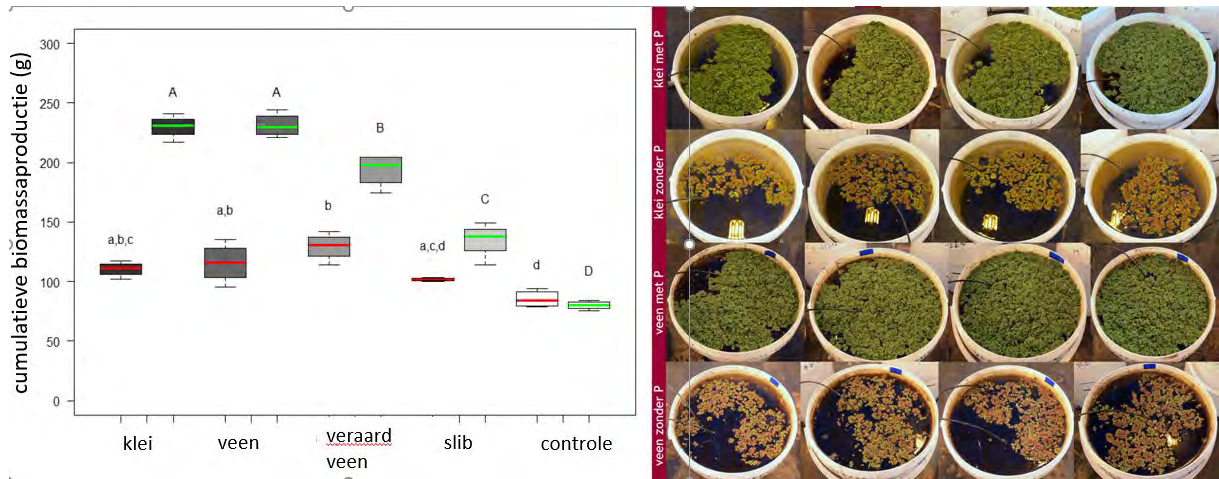 cumulatieve biomassaproductie (g)
300
250
200
150
100
50
0
a,b,c
A
a,b
A
b
B
a,c,d
C
d
D
klei
veen
veraard
veen
slib
controle
klei met P
klei zonder P
veen met P
veen zonder P